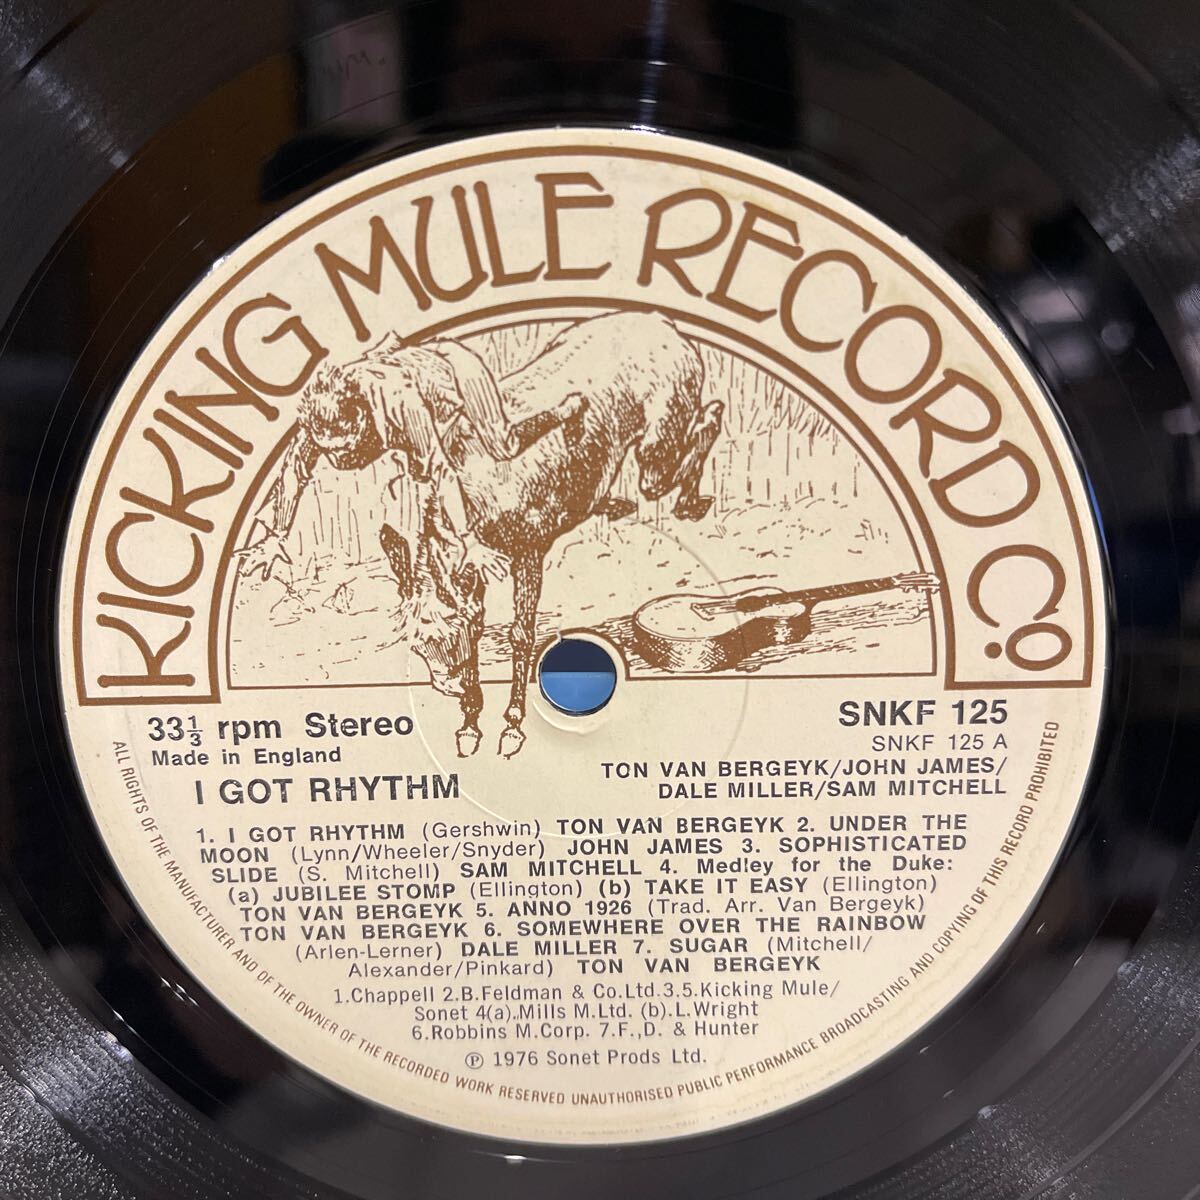 KICKING MULE RECORD Cº.
33⅓ rpm Stereo
Made in England
SNKF 125
SNKF 125 A
I GOT RHYTHM
TON VAN BERGEYK/JOHN JAMES/
DALE MILLER/SAM MITCHELL
1. I GOT RHYTHM (Gershwin) TON VAN BERGEYK 2. UNDER THE
MOON (Lynn/Wheeler/Snyder) JOHN JAMES 3. SOPHISTICATED
SLIDE (S. Mitchell) SAM MITCHELL 4. Medley for the Duke:
(a) JUBILEE STOMP (Ellington) (b) TAKE IT EASY (Ellington)
TON VAN BERGEYK 5. ANNO 1926 (Trad. Arr. Van Bergeyk)
TON VAN BERGEYK 6. SOMEWHERE OVER THE RAINBOW
(Arlen-Lerner) DALE MILLER 7. SUGAR (Mitchell/
Alexander/Pinkard) TON VAN BERGEYK
1.Chappell 2.B.Feldman & Co.Ltd.3.5.Kicking Mule/
Sonet 4(a).Mills M.Ltd. (b).L.Wright
6.Robbins M.Corp. 7.F.,D. & Hunter
℗ 1976 Sonet Prods Ltd.
ALL RIGHTS OF THE MANUFACTURER AND OF THE OWNER OF THE RECORDED WORK RESERVED UNAUTHORISED PUBLIC PERFORMANCE BROADCASTING AND COPYING OF THIS RECORD PROHIBITED